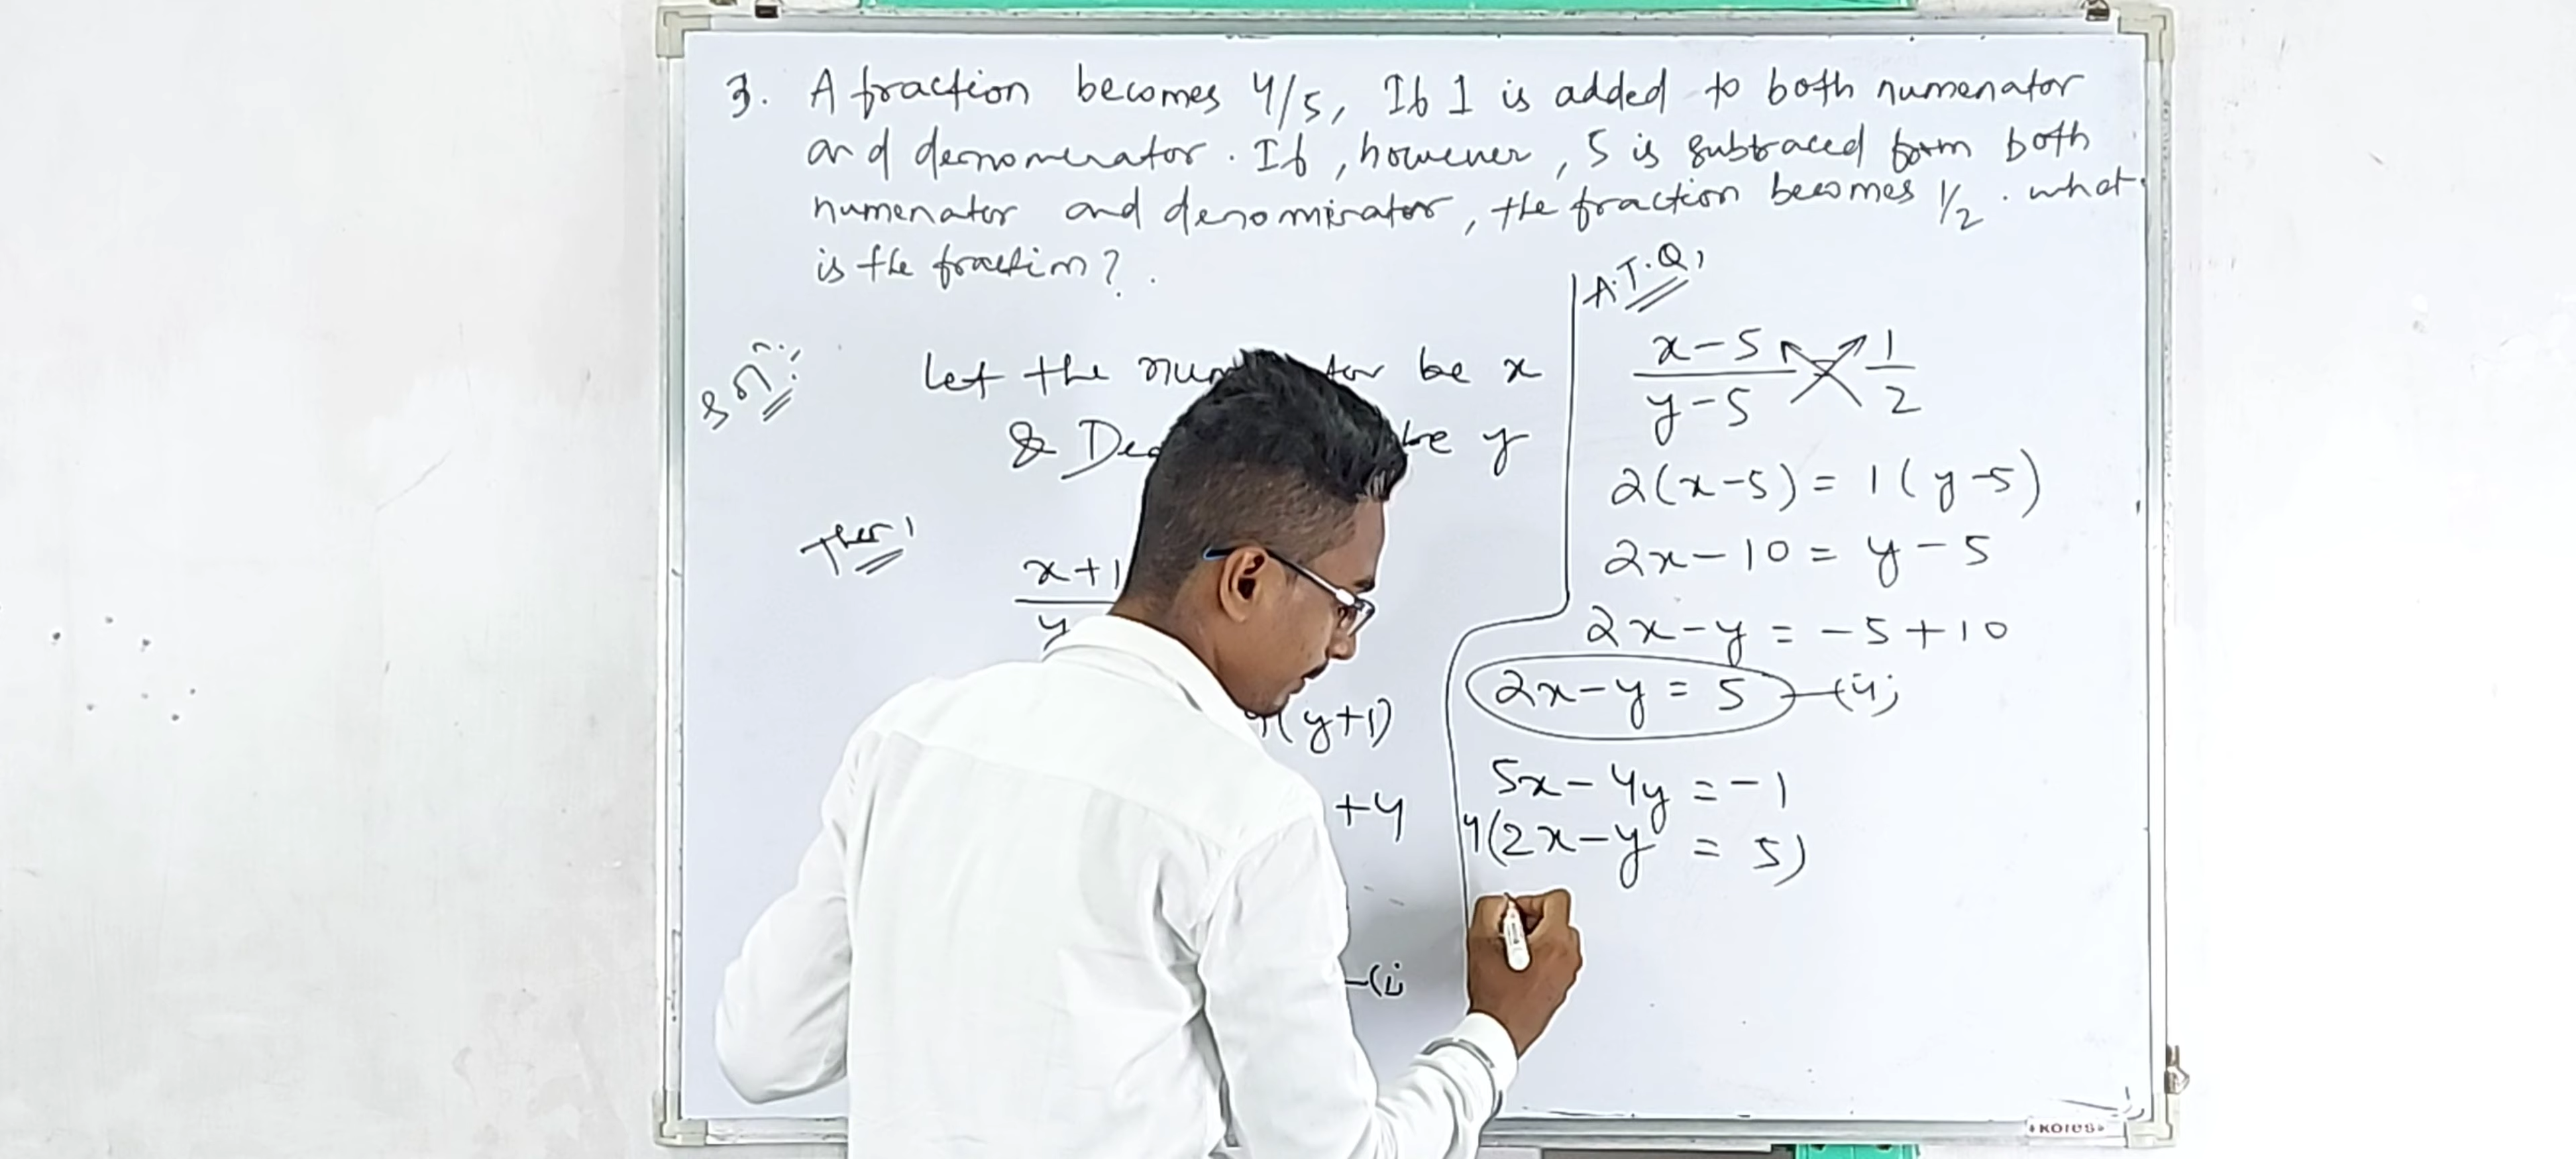 3. A fraction becomes 4/5, If 1 is added to both numenator
and denomenator. If, however, 5 is subtraced form both
numenator and denominator, the fraction becomes 1/2. what
is the fraction?
Soln:
Let the be x
& be y
Then,
x+1
y
(y+1)
+4
(i
A.T.Q,
x-5 1
y-5 2
2(x-5) = 1(y-5)
2x-10 = y-5
2x-y = -5+10
2x-y = 5 (ii)
5x-4y = -1
4(2x-y = 5)
KORES